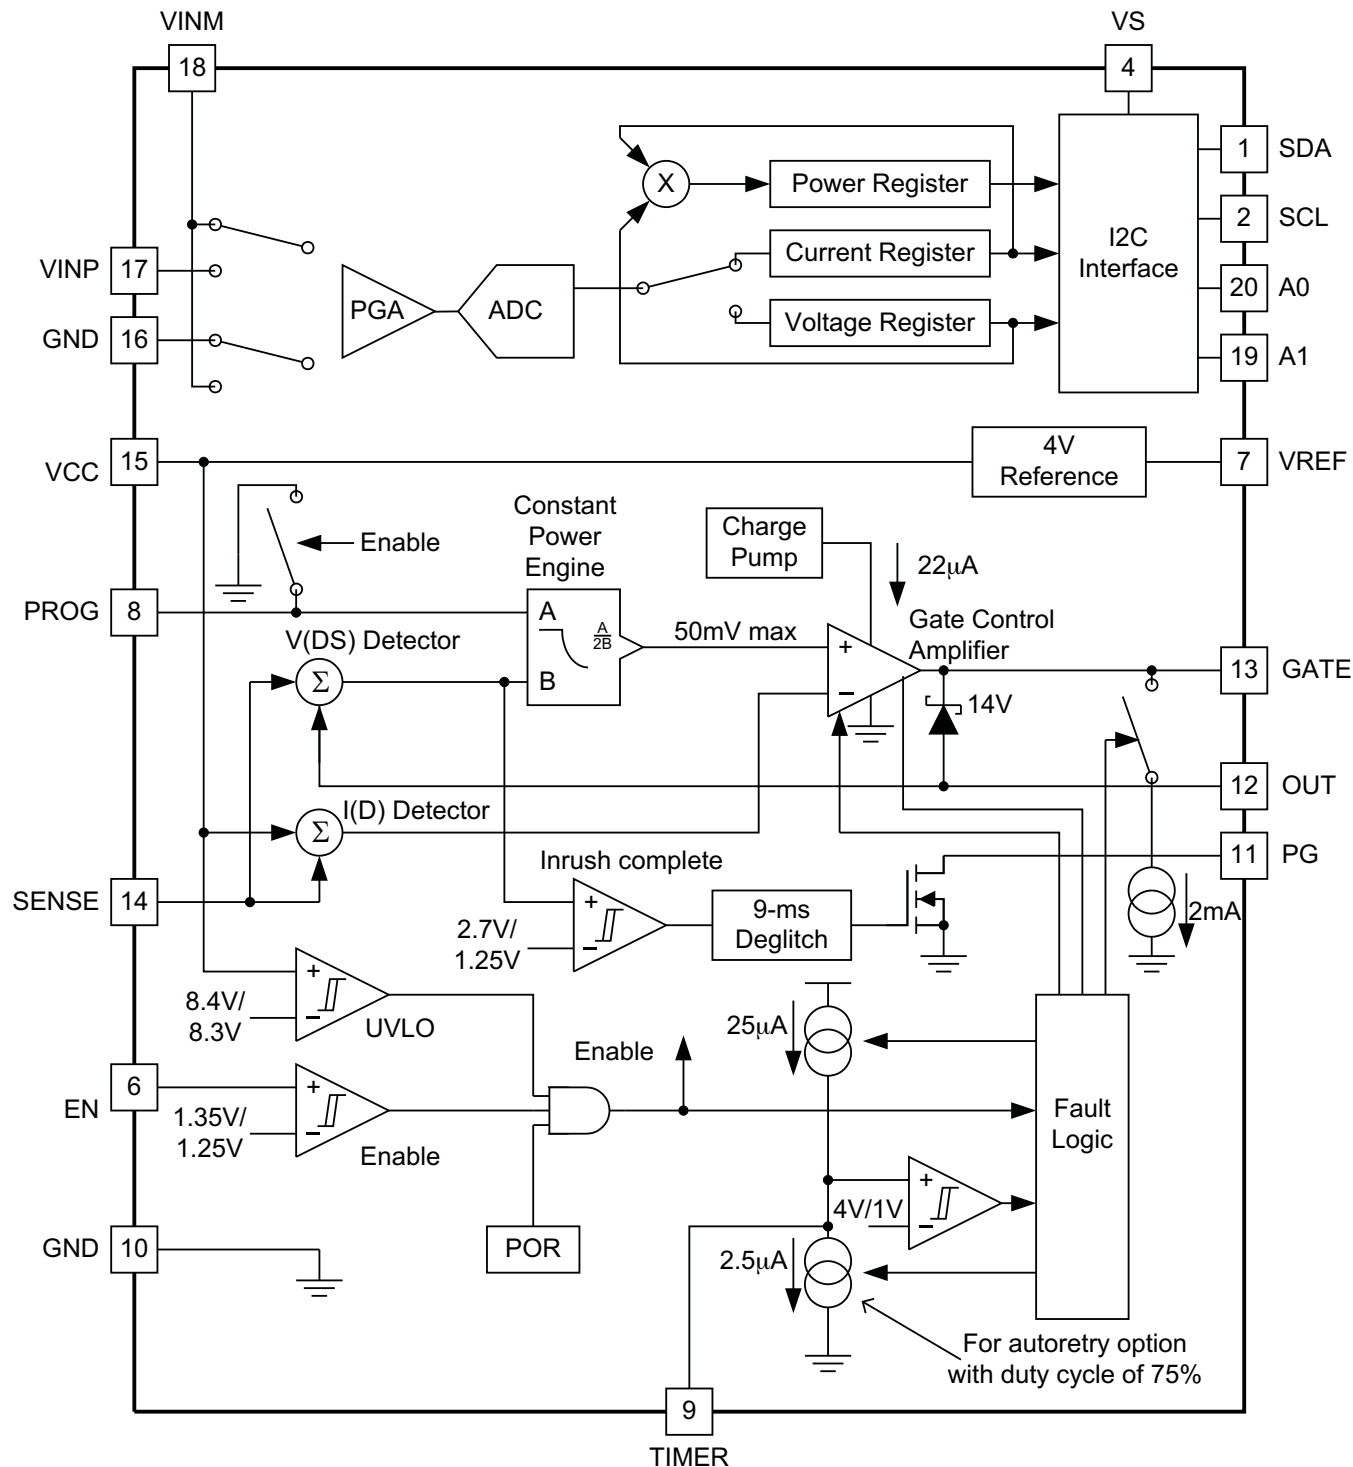 VINM
VS
18
4
1
SDA
X
Power Register
2
SCL
VINP
17
Current Register
I2C
Interface
PGA
ADC
20
A0
GND
16
Voltage Register
19
A1
VCC
15
4V
Reference
7
VREF
Constant
Power
Engine
Charge
Pump
Enable
22µA
PROG
8
A
A
2B
B
50mV max
Gate Control
Amplifier
V(DS) Detector
Σ
+
−
13
GATE
14V
12
OUT
I(D) Detector
Σ
Inrush complete
11
PG
SENSE
14
+
−
2.7V/
1.25V
9-ms
Deglitch
2mA
+
−
8.4V/
8.3V
UVLO
25µA
6
EN
+
−
1.35V/
1.25V
Enable
Enable
Fault
Logic
+
−
4V/1V
GND
10
POR
2.5µA
For autoretry option
with duty cycle of 75%
9
TIMER